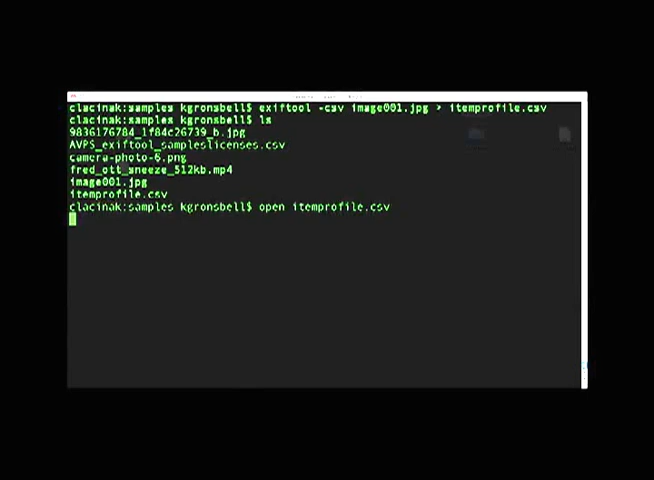 clacinak:samples kgronsbell$ exiftool -csv image001.jpg > itemprofile.csv
clacinak:samples kgronsbell$ ls
9836176784_1f84c26739_b.jpg
AVPS_exiftool_sampleslicenses.csv
camera-photo-6.png
fred_ott_sneeze_512kb.mp4
image001.jpg
itemprofile.csv
clacinak:samples kgronsbell$ open itemprofile.csv